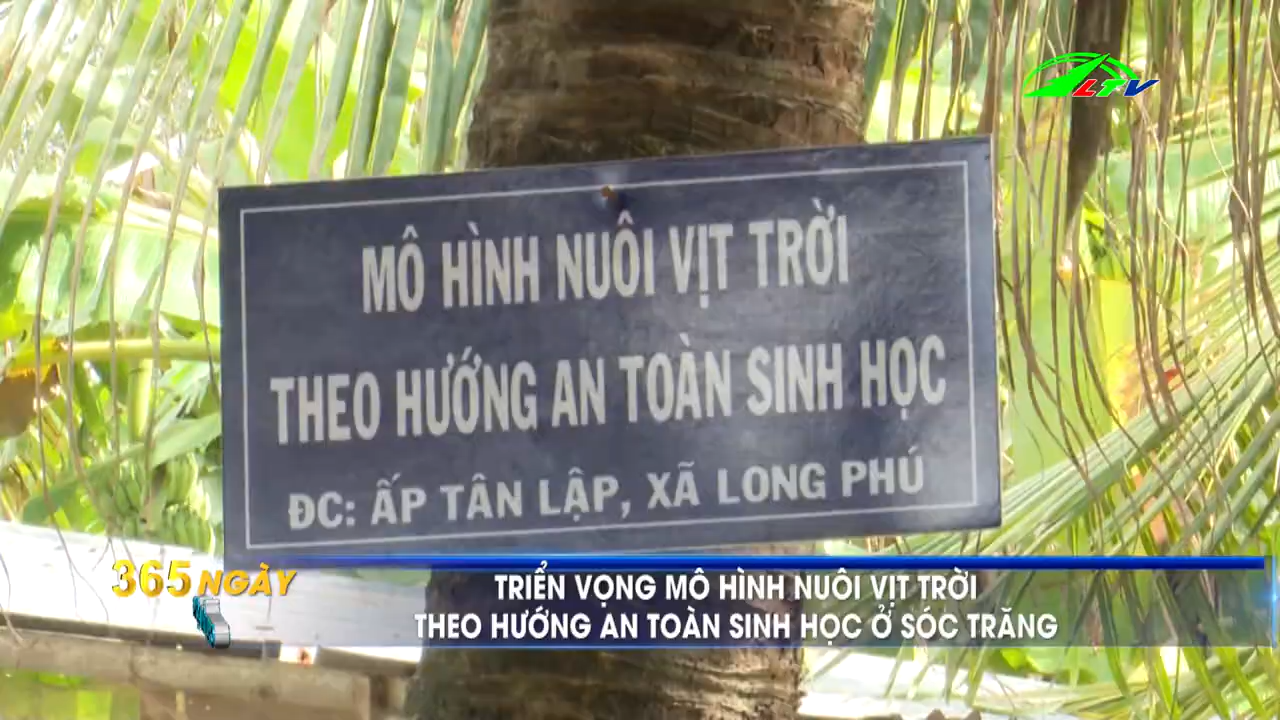 LTV
MÔ HÌNH NUÔI VỊT TRỜI
THEO HƯỚNG AN TOÀN SINH HỌC
ĐC: ẤP TÂN LẬP, XÃ LONG PHÚ
365 NGÀY
TRIỂN VỌNG MÔ HÌNH NUÔI VỊT TRỜI
THEO HƯỚNG AN TOÀN SINH HỌC Ở SÓC TRĂNG